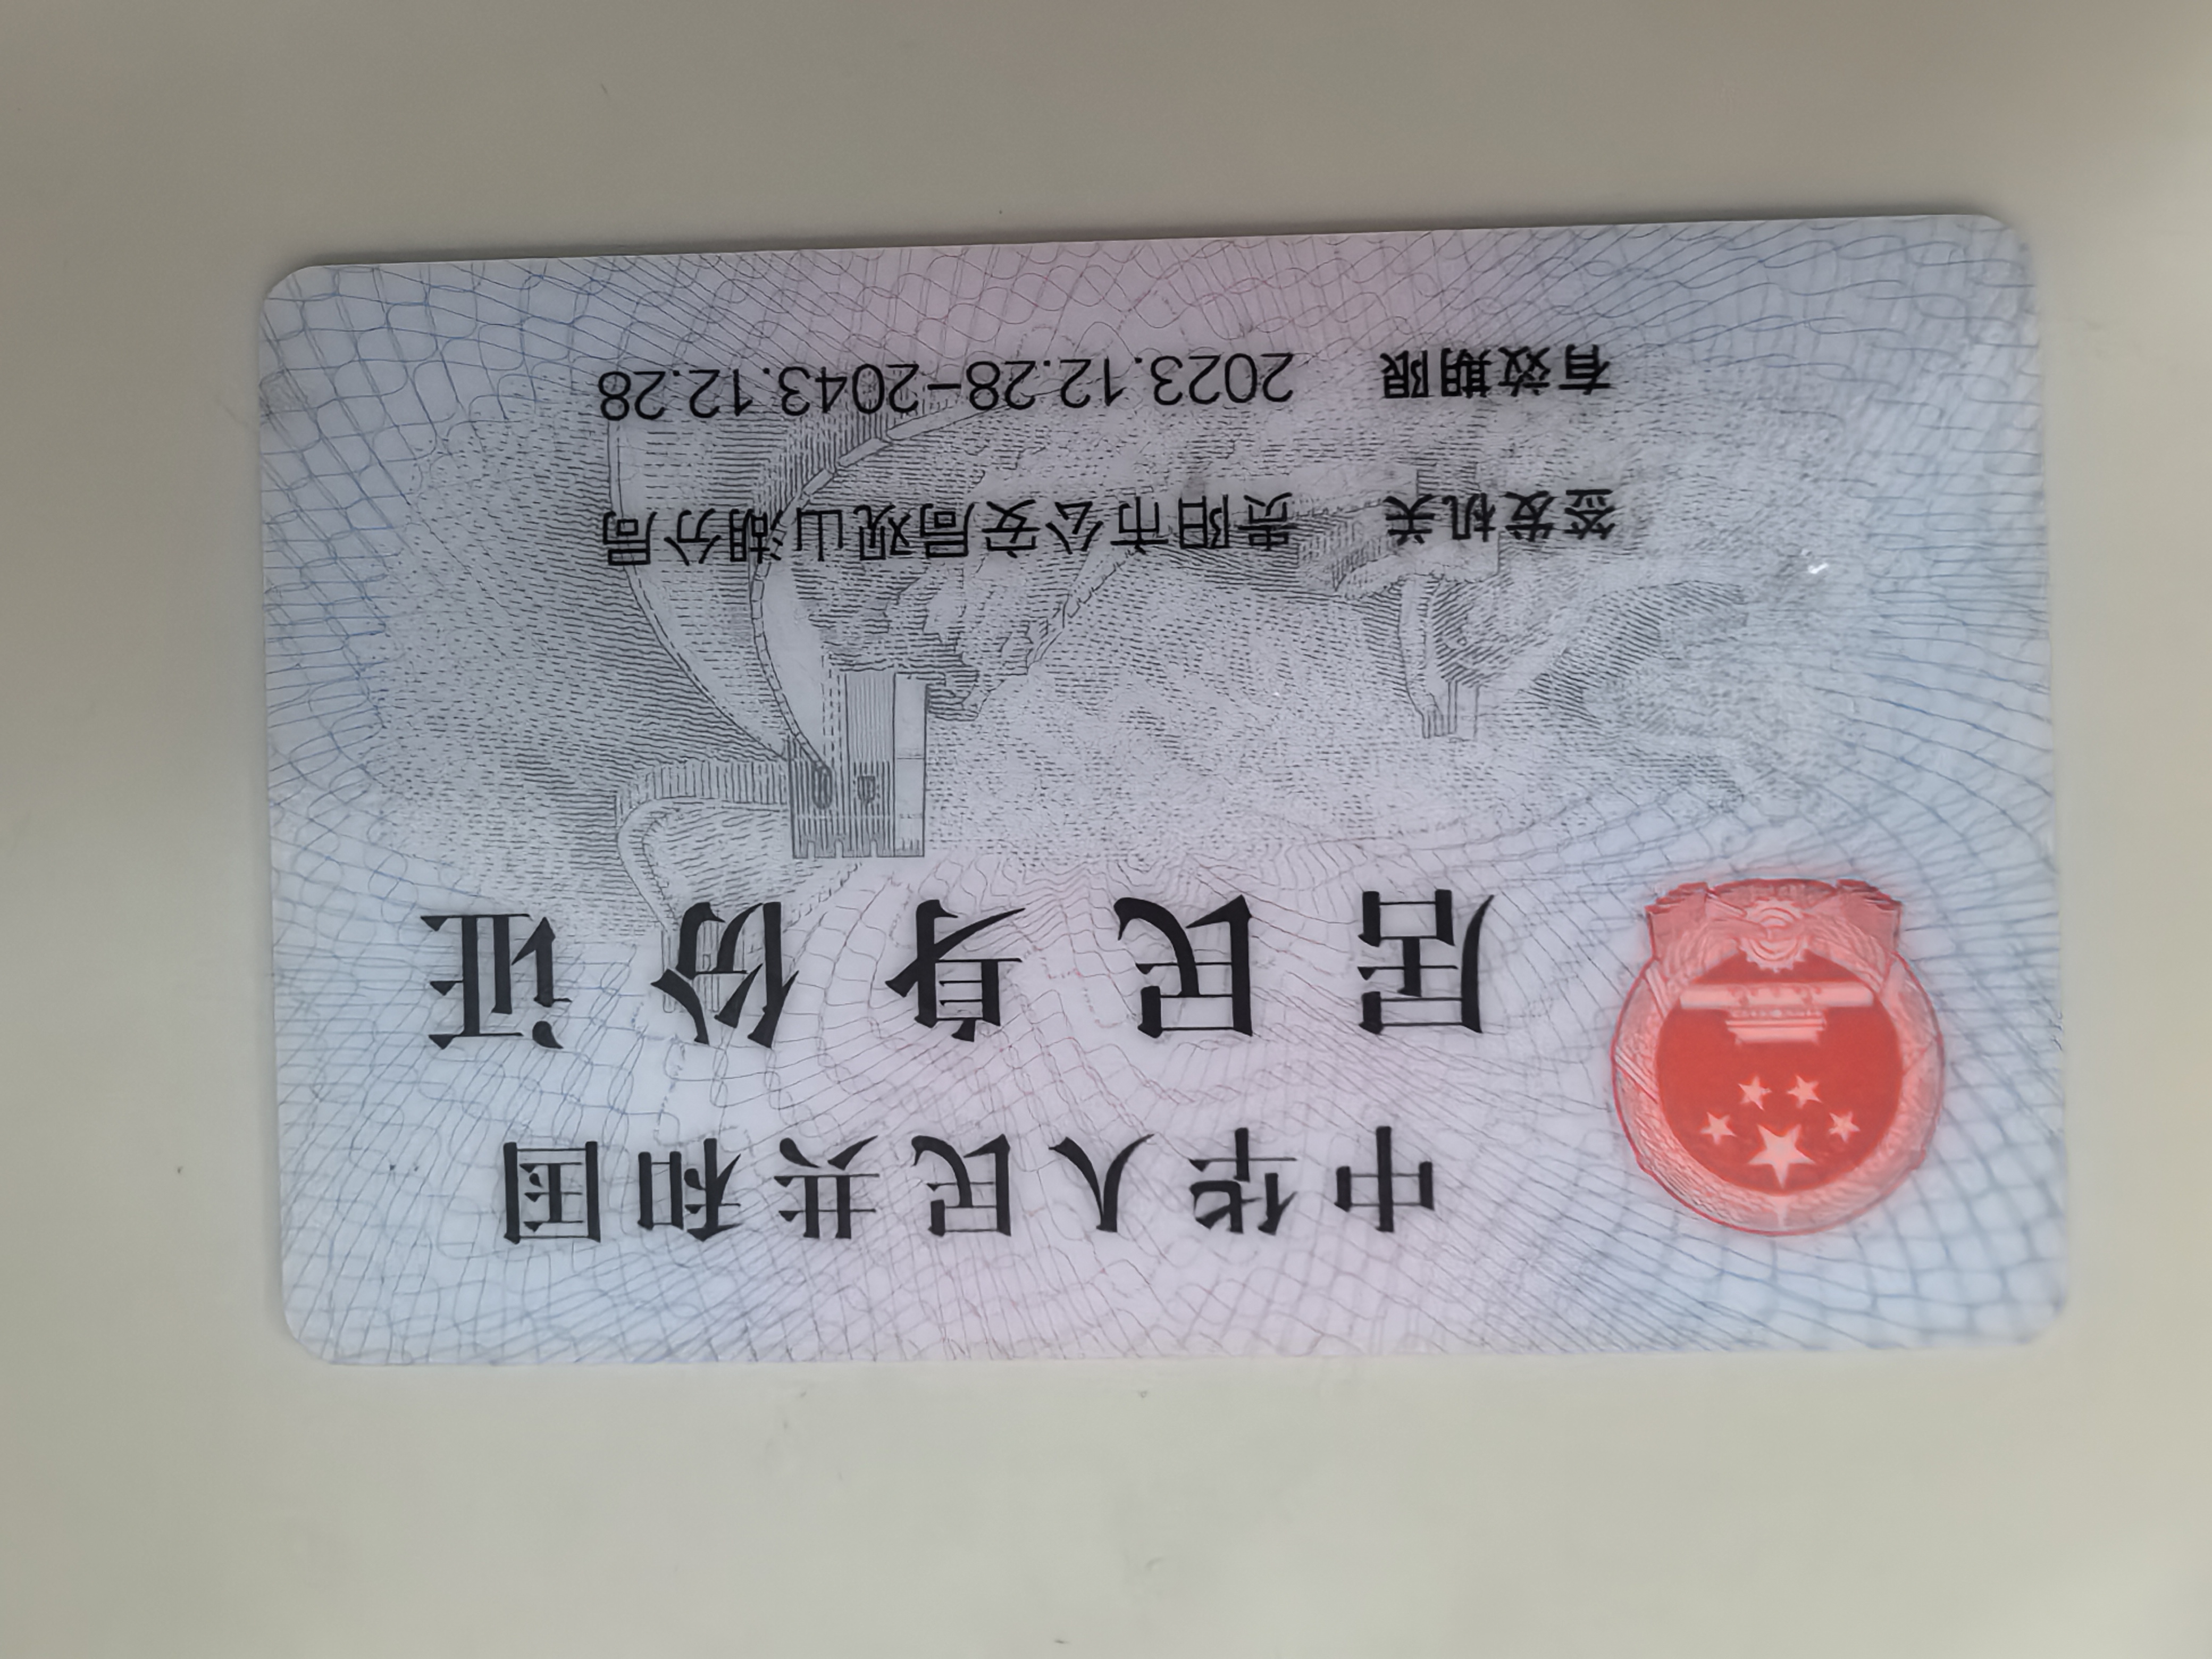 中华人民共和国
居民身份证
签发机关 贵阳市公安局观山湖分局
有效期限 2023.12.28-2043.12.28